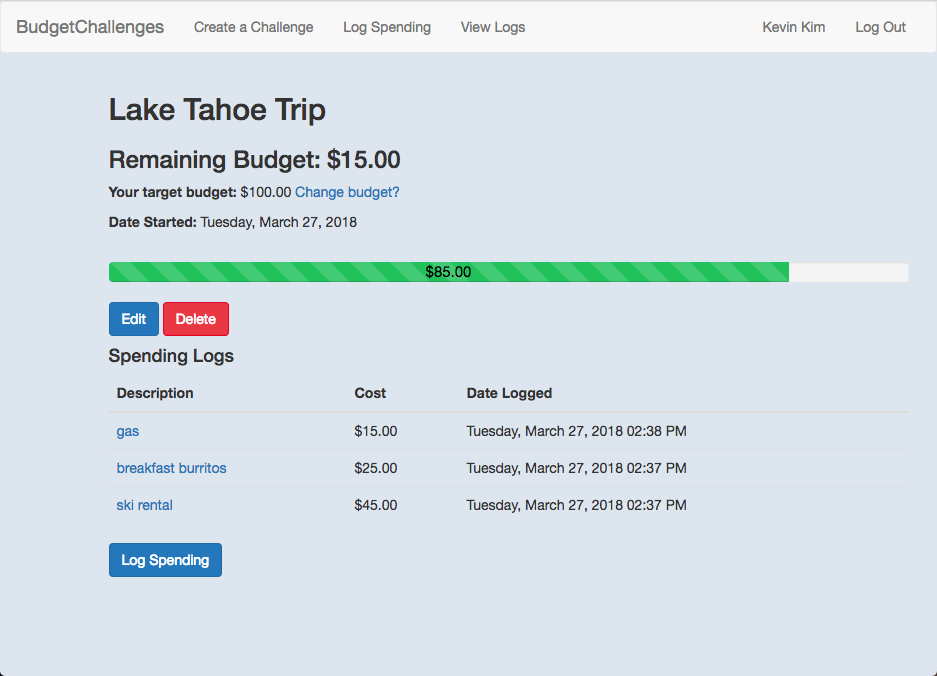 BudgetChallenges Create a Challenge Log Spending View Logs Kevin Kim Log Out
Lake Tahoe Trip
Remaining Budget: $15.00
Your target budget: $100.00 Change budget?
Date Started: Tuesday, March 27, 2018
$85.00
Edit Delete
Spending Logs
Description Cost Date Logged
gas $15.00 Tuesday, March 27, 2018 02:38 PM
breakfast burritos $25.00 Tuesday, March 27, 2018 02:37 PM
ski rental $45.00 Tuesday, March 27, 2018 02:37 PM
Log Spending